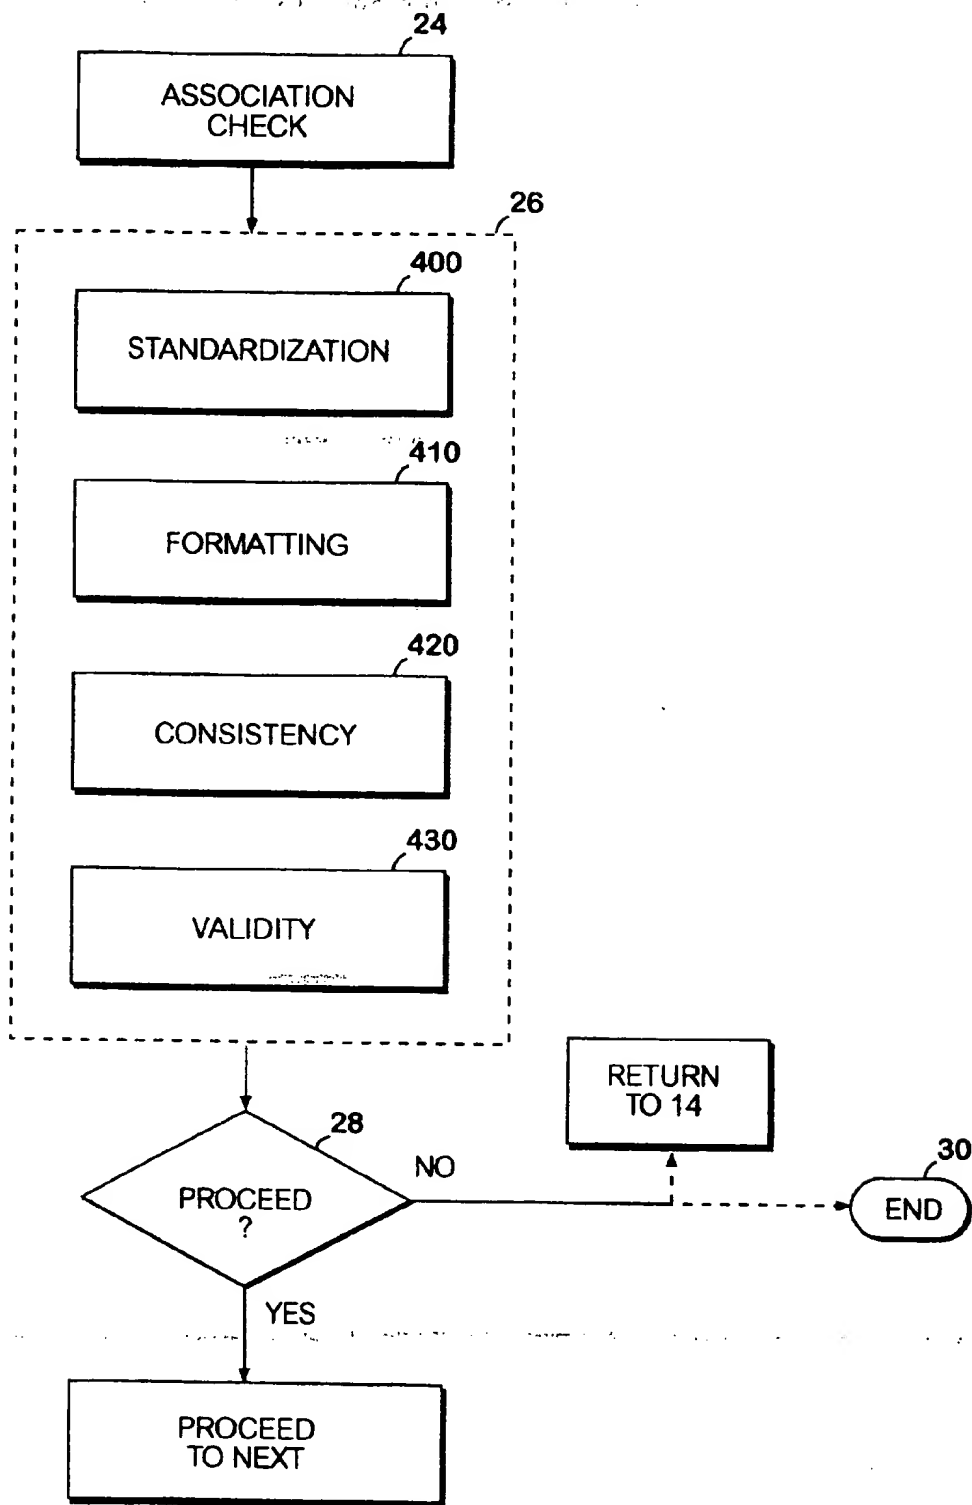 24
ASSOCIATION
CHECK
26
400
STANDARDIZATION
410
FORMATTING
420
CONSISTENCY
430
VALIDITY
RETURN
TO 14
28
NO
30
PROCEED
?
END
YES
PROCEED
TO NEXT